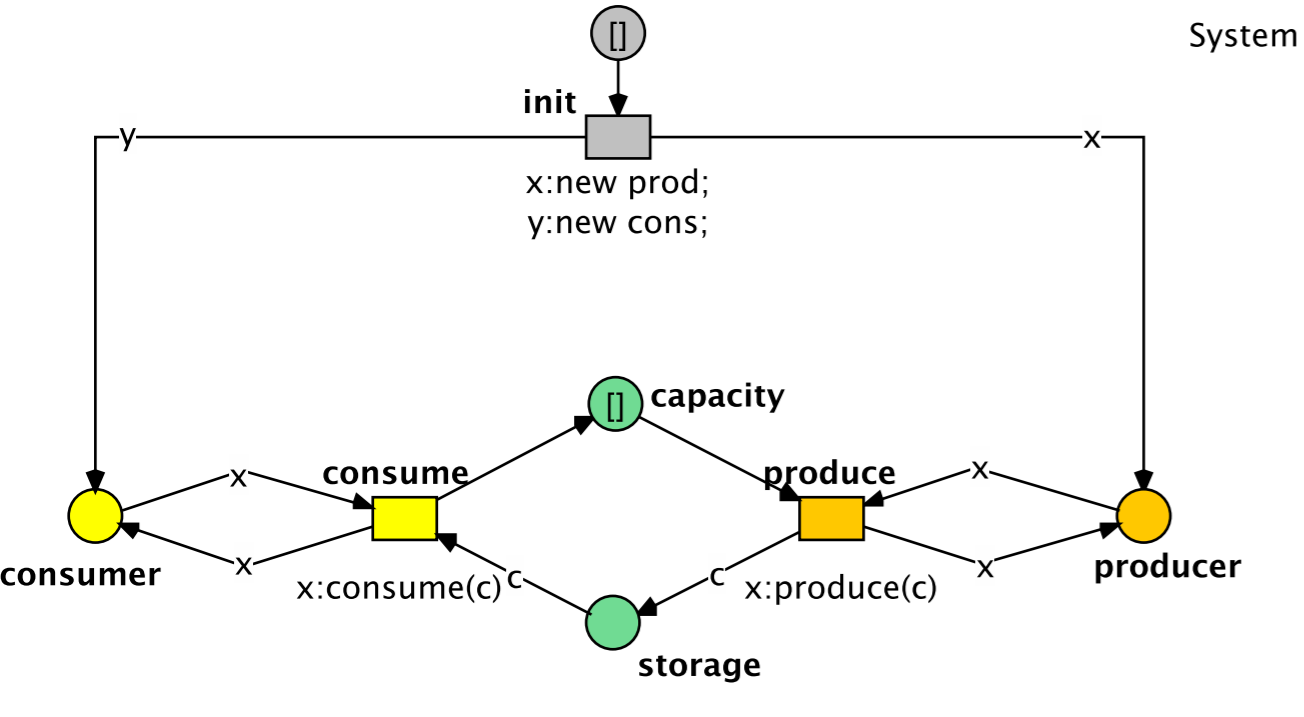 []
System
init
y
x
x:new prod;
y:new cons;
[]
capacity
consume
produce
x
x
consumer
x
x:consume(c)
c
c
x:produce(c)
x
producer
storage